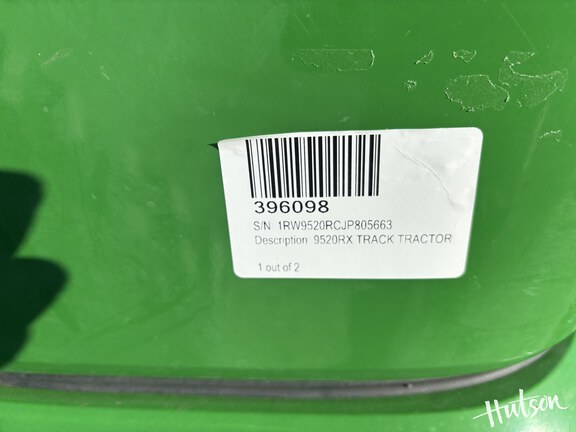 396098
S/N: 1RW9520RCJP805663
Description: 9520RX TRACK TRACTOR
1 out of 2
Hutson